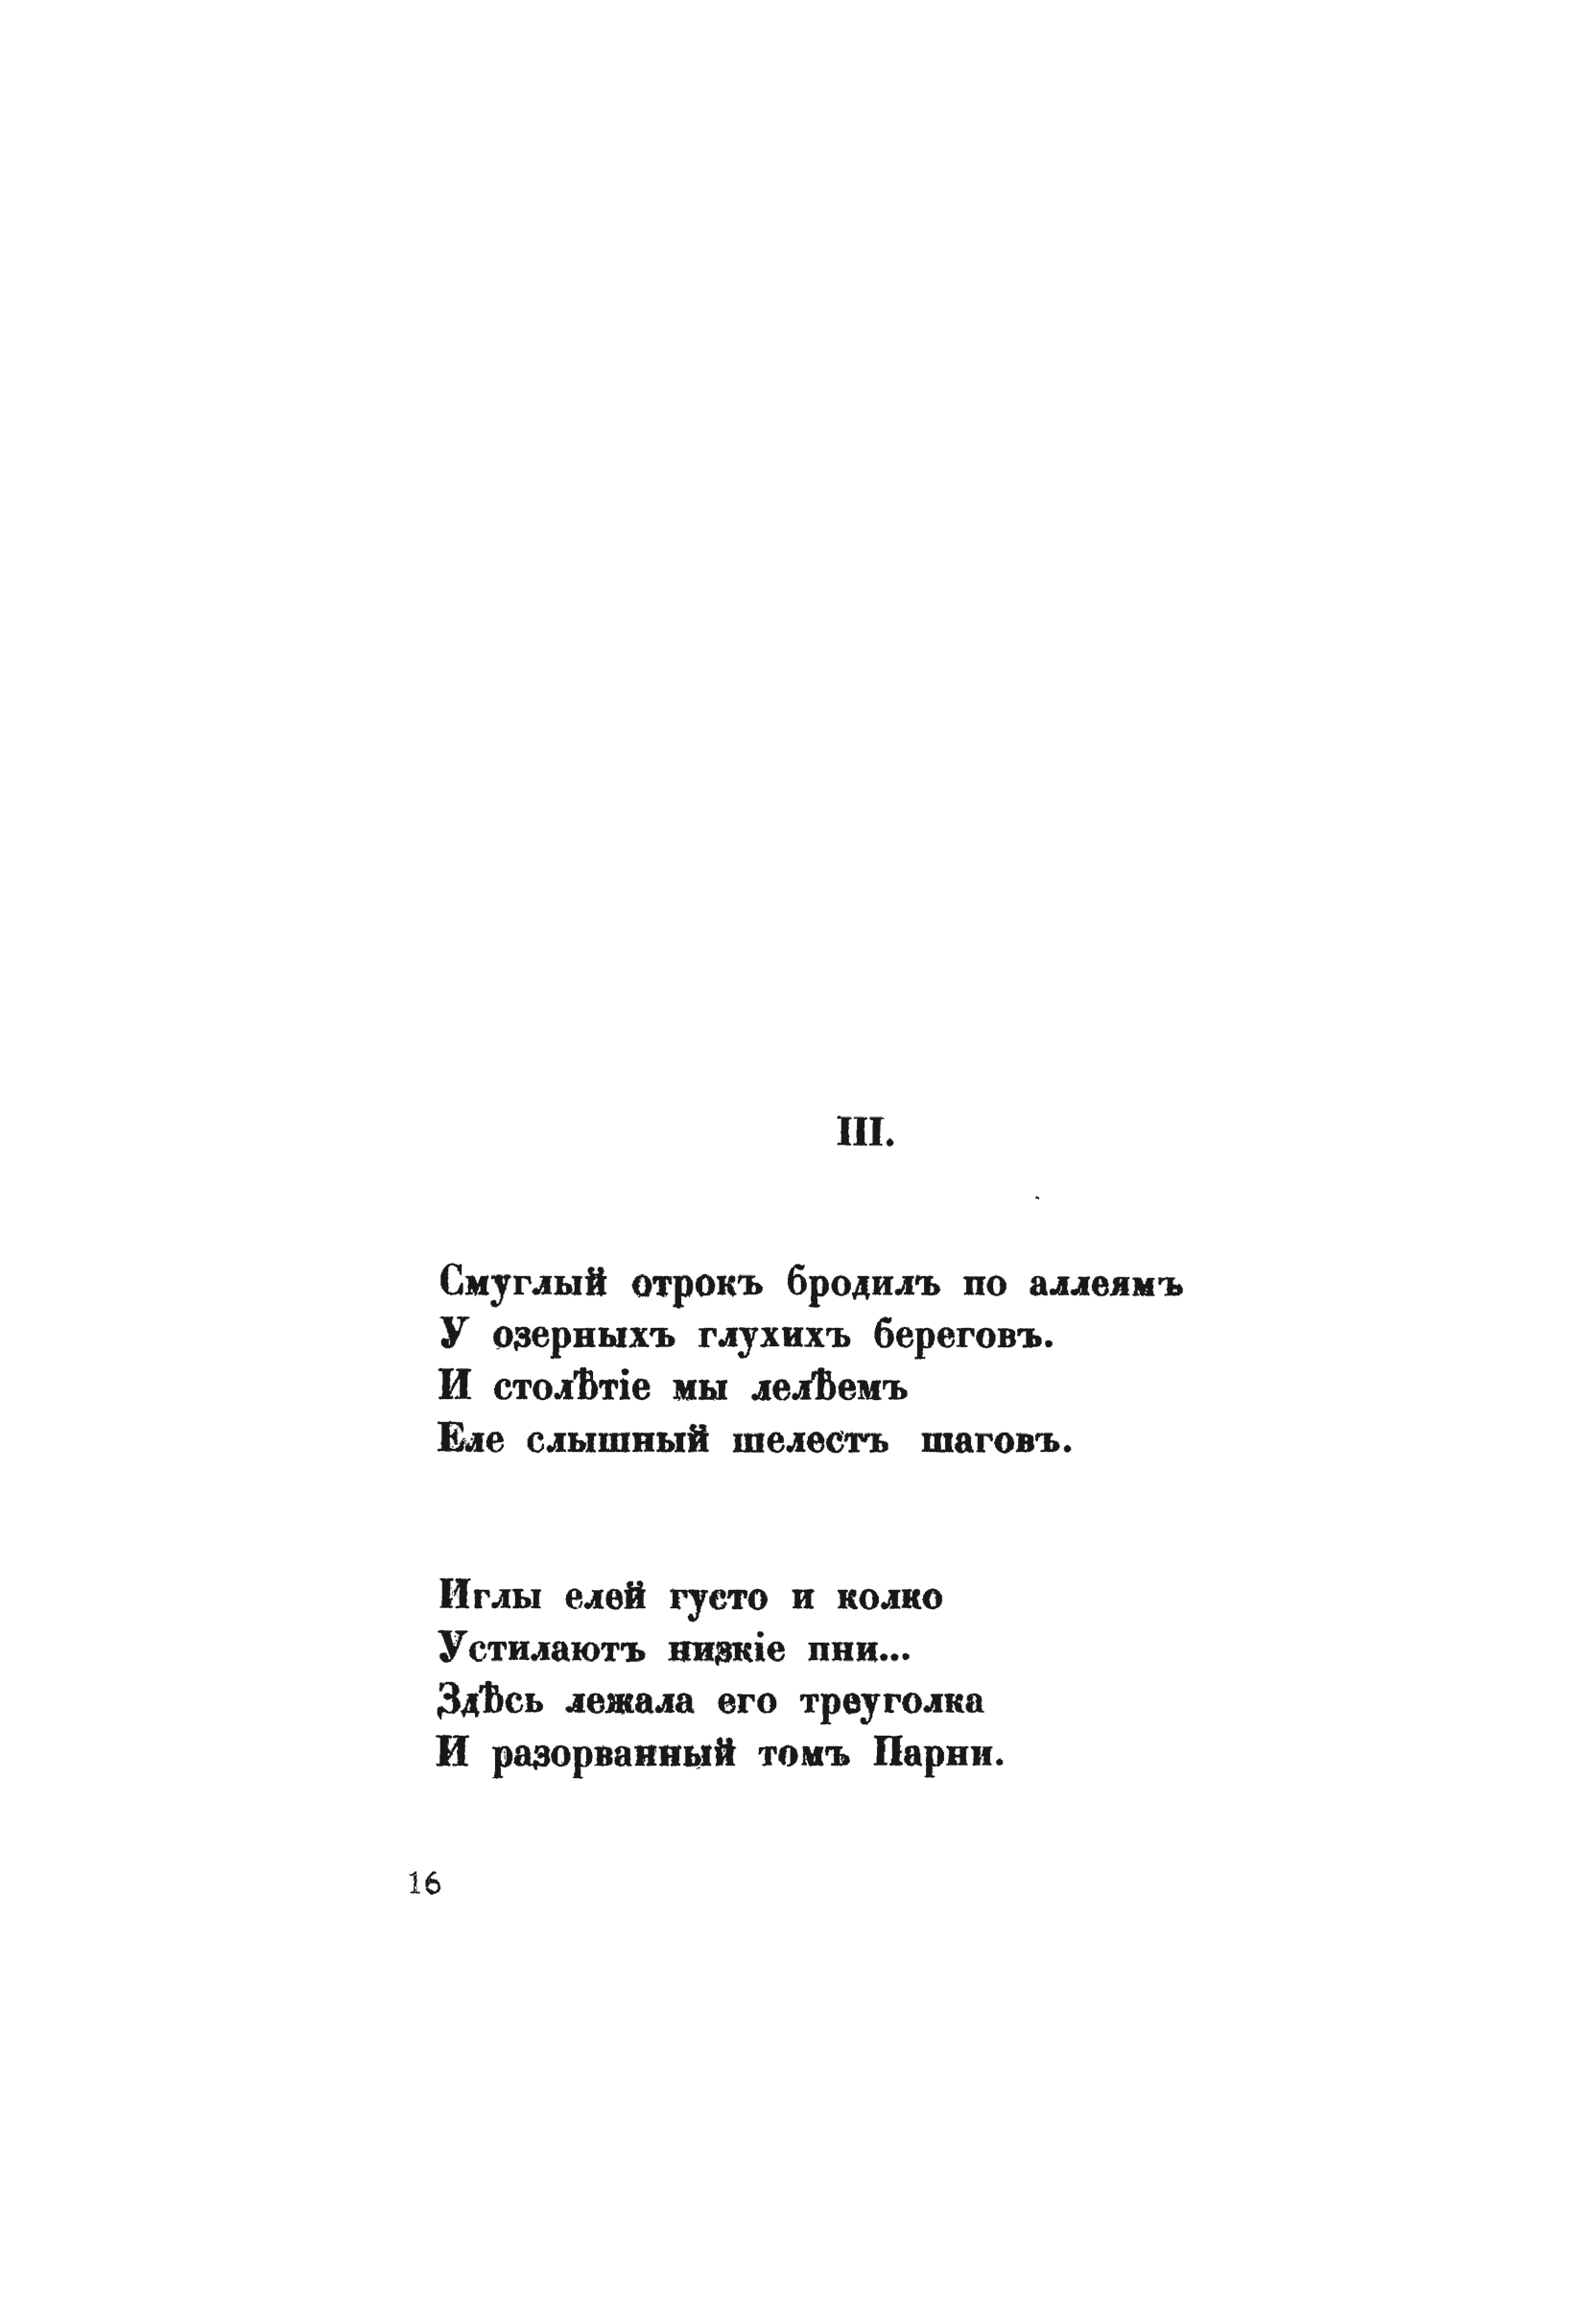 III.
Смуглый отрокъ бродилъ по аллеямъ
У озерныхъ глухихъ береговъ.
И столѣтіе мы лелѣемъ
Еле слышный шелестъ шаговъ.
Иглы елей густо и колко
Устилаютъ низкіе пни...
Здѣсь лежала его треуголка
И разорванный томъ Парни.
16